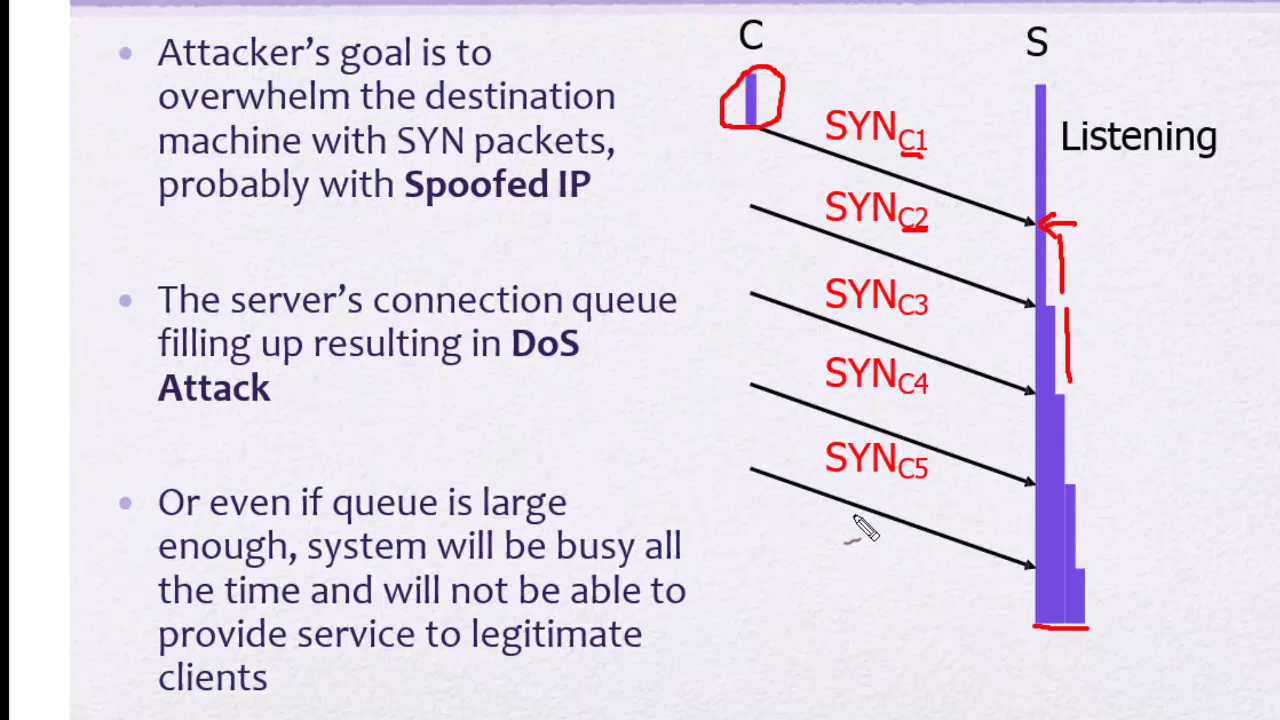 Attacker's goal is to
overwhelm the destination
machine with SYN packets,
probably with Spoofed IP
The server's connection queue
filling up resulting in DoS
Attack
Or even if queue is large
enough, system will be busy all
the time and will not be able to
provide service to legitimate
clients
C
S
SYNC1
Listening
SYNC2
SYNC3
SYNC4
SYNC5